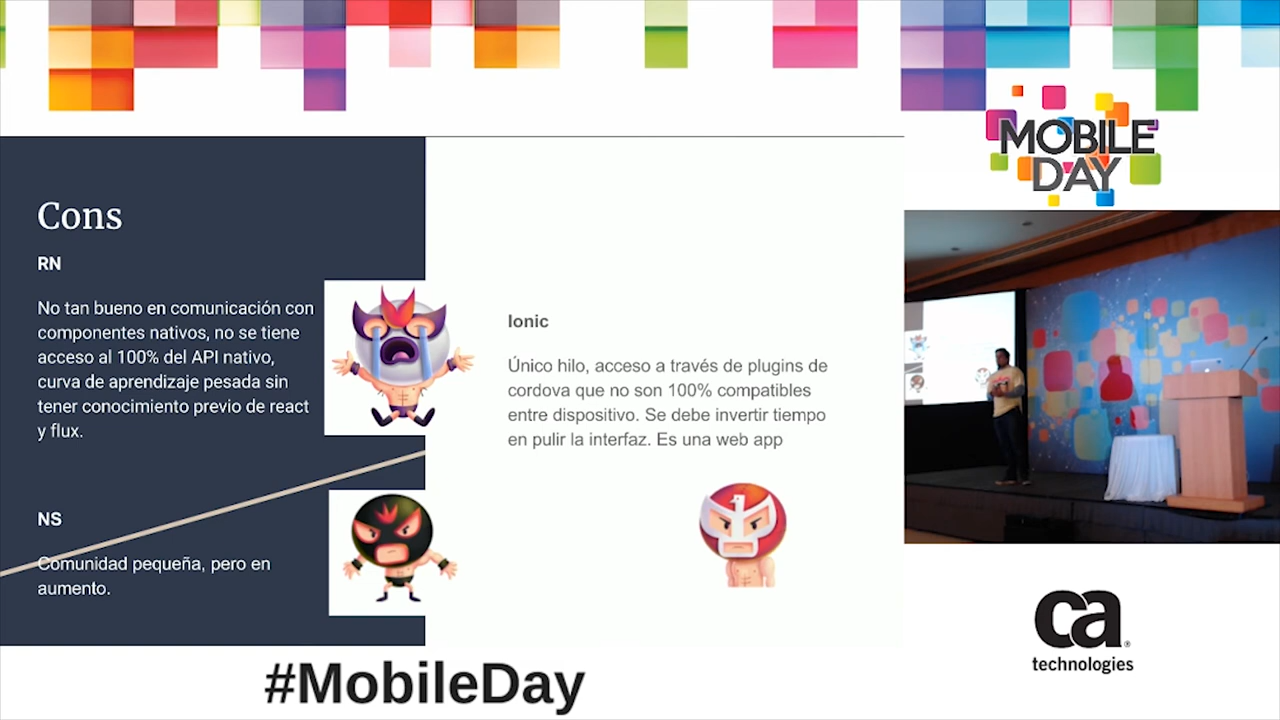 MOBILE
DAY
Cons
RN
No tan bueno en comunicación con
componentes nativos, no se tiene
acceso al 100% del API nativo,
curva de aprendizaje pesada sin
tener conocimiento previo de react
y flux.
NS
Comunidad pequeña, pero en
aumento.
Ionic
Único hilo, acceso a través de plugins de
cordova que no son 100% compatibles
entre dispositivo. Se debe invertir tiempo
en pulir la interfaz. Es una web app
#MobileDay
ca
technologies